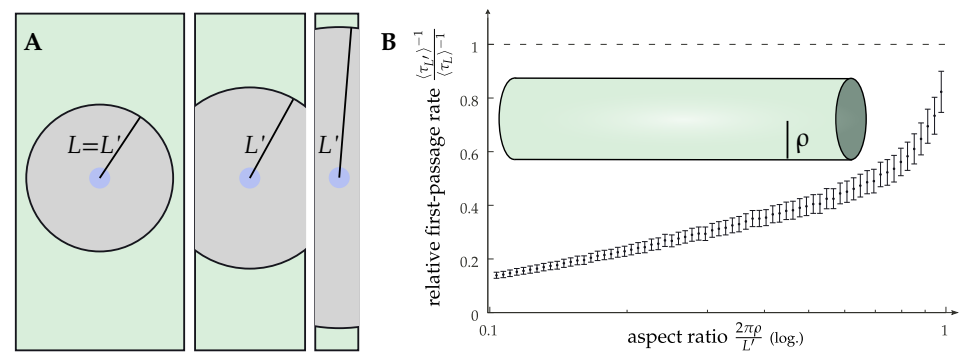 A
L=L'
L'
L'
B
relative first-passage rate ⟨τ_L'⟩⁻¹ / ⟨τ_L⟩⁻¹
1
0.8
0.6
0.4
0.2
0
ρ
0.1
1
aspect ratio 2πρ / L' (log.)